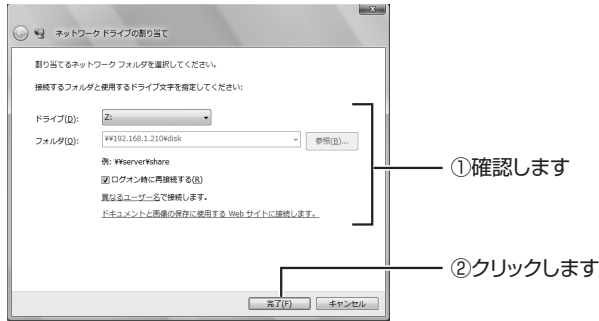 ネットワーク ドライブの割り当て
割り当てるネットワーク フォルダを選択してください。
接続するフォルダと使用するドライブ文字を指定してください:
ドライブ(D): Z:
フォルダ(O): ¥¥192.168.1.210¥disk 参照(B)...
例: ¥¥server¥share
ログオン時に再接続する(R)
異なるユーザー名で接続します。
ドキュメントと画像の保存に使用する Web サイトに接続します。
①確認します
②クリックします
完了(F) キャンセル